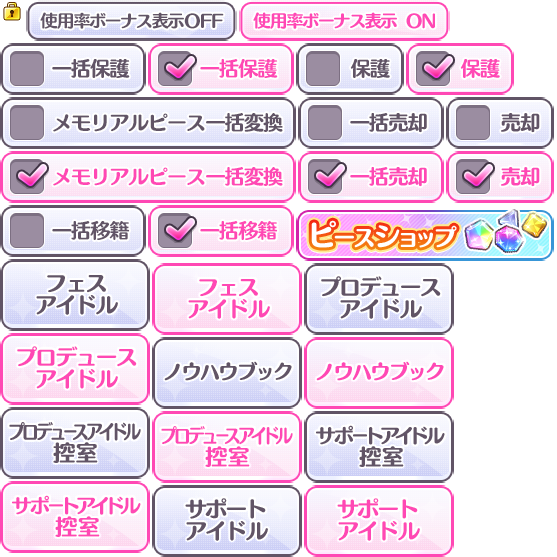 使用率ボーナス表示OFF
使用率ボーナス表示 ON
一括保護
一括保護
保護
保護
メモリアルピース一括変換
一括売却
売却
メモリアルピース一括変換
一括売却
売却
一括移籍
一括移籍
ピースショップ
フェス
アイドル
フェス
アイドル
プロデュース
アイドル
プロデュース
アイドル
ノウハウブック
ノウハウブック
プロデュースアイドル
控室
プロデュースアイドル
控室
サポートアイドル
控室
サポートアイドル
控室
サポート
アイドル
サポート
アイドル